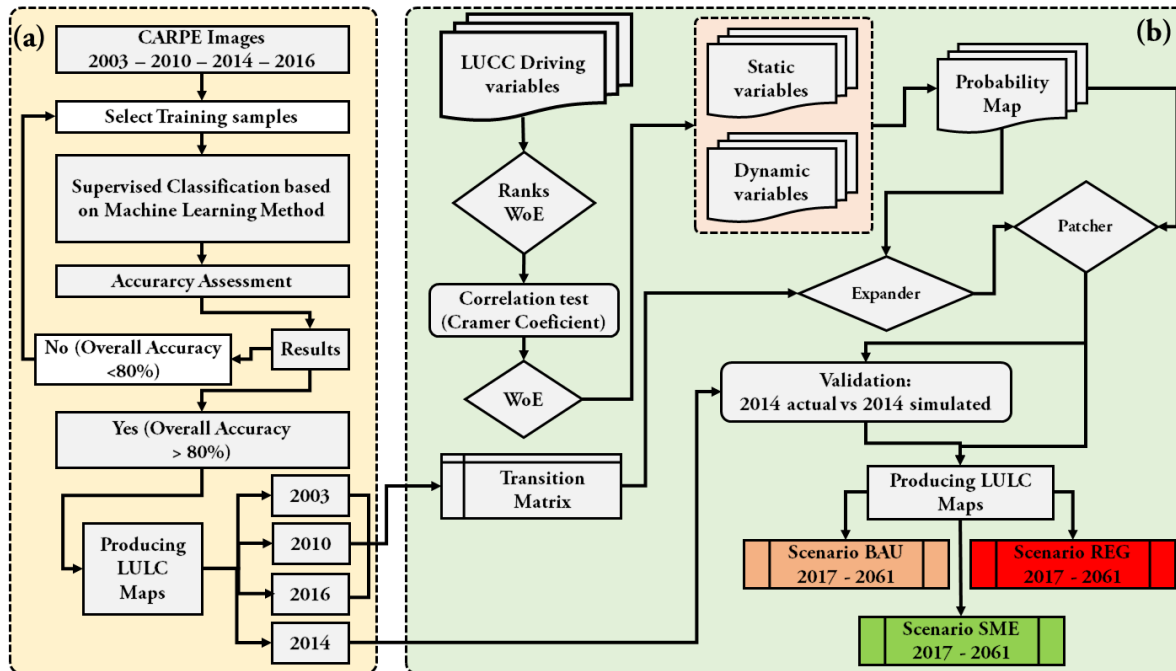 (a)
CARPE Images
2003 – 2010 – 2014 – 2016
Select Training samples
Supervised Classification based
on Machine Learning Method
Accurarcy Assessment
Results
No (Overall Accuracy
<80%)
Yes (Overall Accuracy
> 80%)
Producing
LULC
Maps
2003
2010
2016
2014
(b)
LUCC Driving
variables
Ranks
WoE
Correlation test
(Cramer Coeficient)
WoE
Transition
Matrix
Static
variables
Dynamic
variables
Probability
Map
Patcher
Expander
Validation:
2014 actual vs 2014 simulated
Producing LULC
Maps
Scenario BAU
2017 - 2061
Scenario REG
2017 - 2061
Scenario SME
2017 - 2061